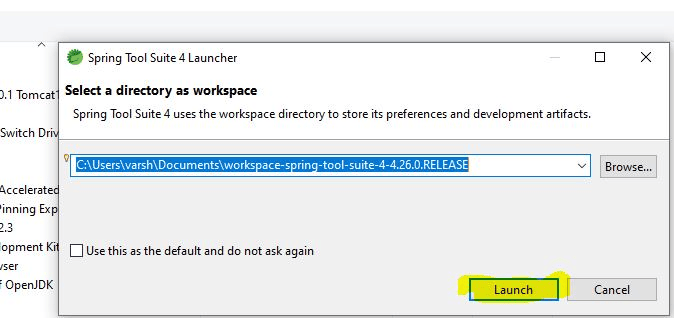 Spring Tool Suite 4 Launcher
Select a directory as workspace
Spring Tool Suite 4 uses the workspace directory to store its preferences and development artifacts.
C:\Users\varsh\Documents\workspace-spring-tool-suite-4-4.26.0.RELEASE
Browse...
Use this as the default and do not ask again
Launch
Cancel
0.1 Tomcat1
Switch Driv
Accelerated
Pinning Exp
2.3
lopment Kit
wser
f OpenJDK